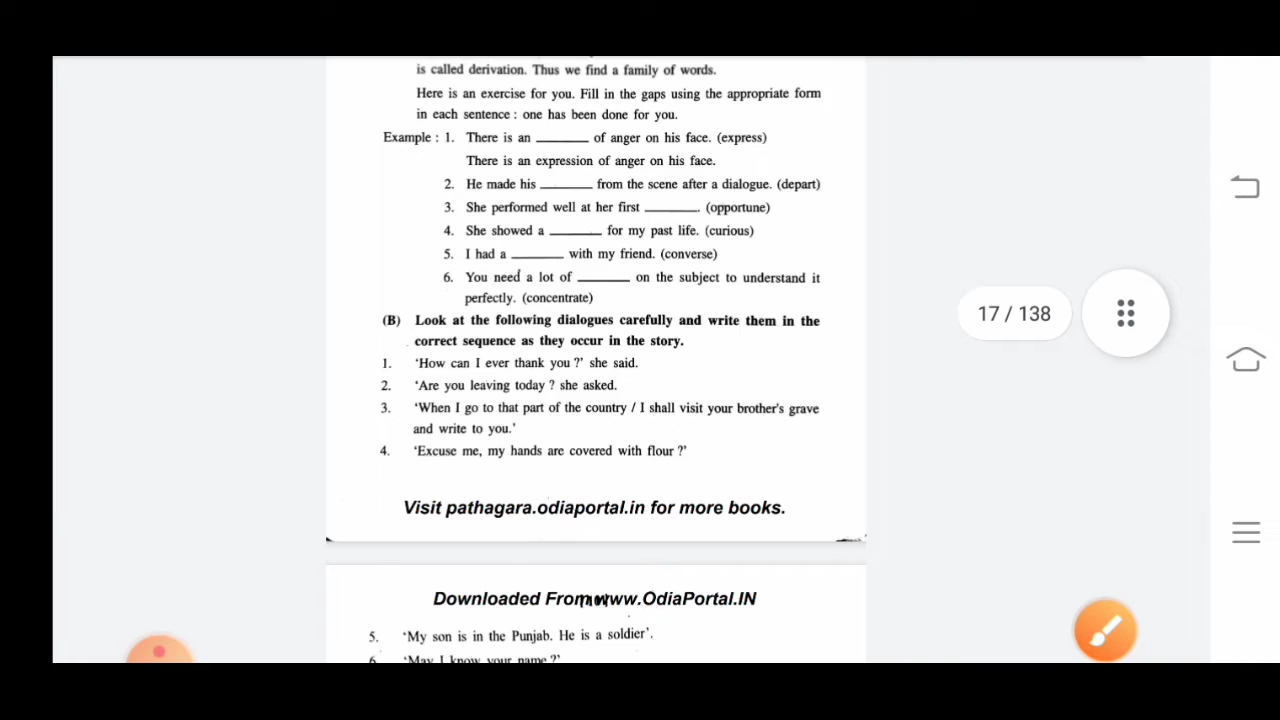 is called derivation. Thus we find a family of words.
Here is an exercise for you. Fill in the gaps using the appropriate form
in each sentence : one has been done for you.
Example : 1. There is an ________ of anger on his face. (express)
There is an expression of anger on his face.
2. He made his ________ from the scene after a dialogue. (depart)
3. She performed well at her first ________. (opportune)
4. She showed a ________ for my past life. (curious)
5. I had a ________ with my friend. (converse)
6. You need a lot of ________ on the subject to understand it
perfectly. (concentrate)
17 / 138
(B) Look at the following dialogues carefully and write them in the
correct sequence as they occur in the story.
1. 'How can I ever thank you ?' she said.
2. 'Are you leaving today ? she asked.
3. 'When I go to that part of the country / I shall visit your brother's grave
and write to you.'
4. 'Excuse me, my hands are covered with flour ?'
Visit pathagara.odiaportal.in for more books.
Downloaded From www.OdiaPortal.IN
5. 'My son is in the Punjab. He is a soldier'.
6. 'May I know your name ?'